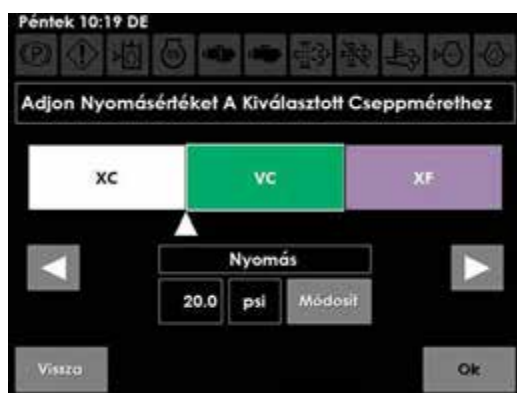 Péntek 10:19 DE
Adjon Nyomásértéket A Kiválasztott Cseppmérethez
XC VC XF
Nyomás
20.0 psi Módosít
Vissza Ok